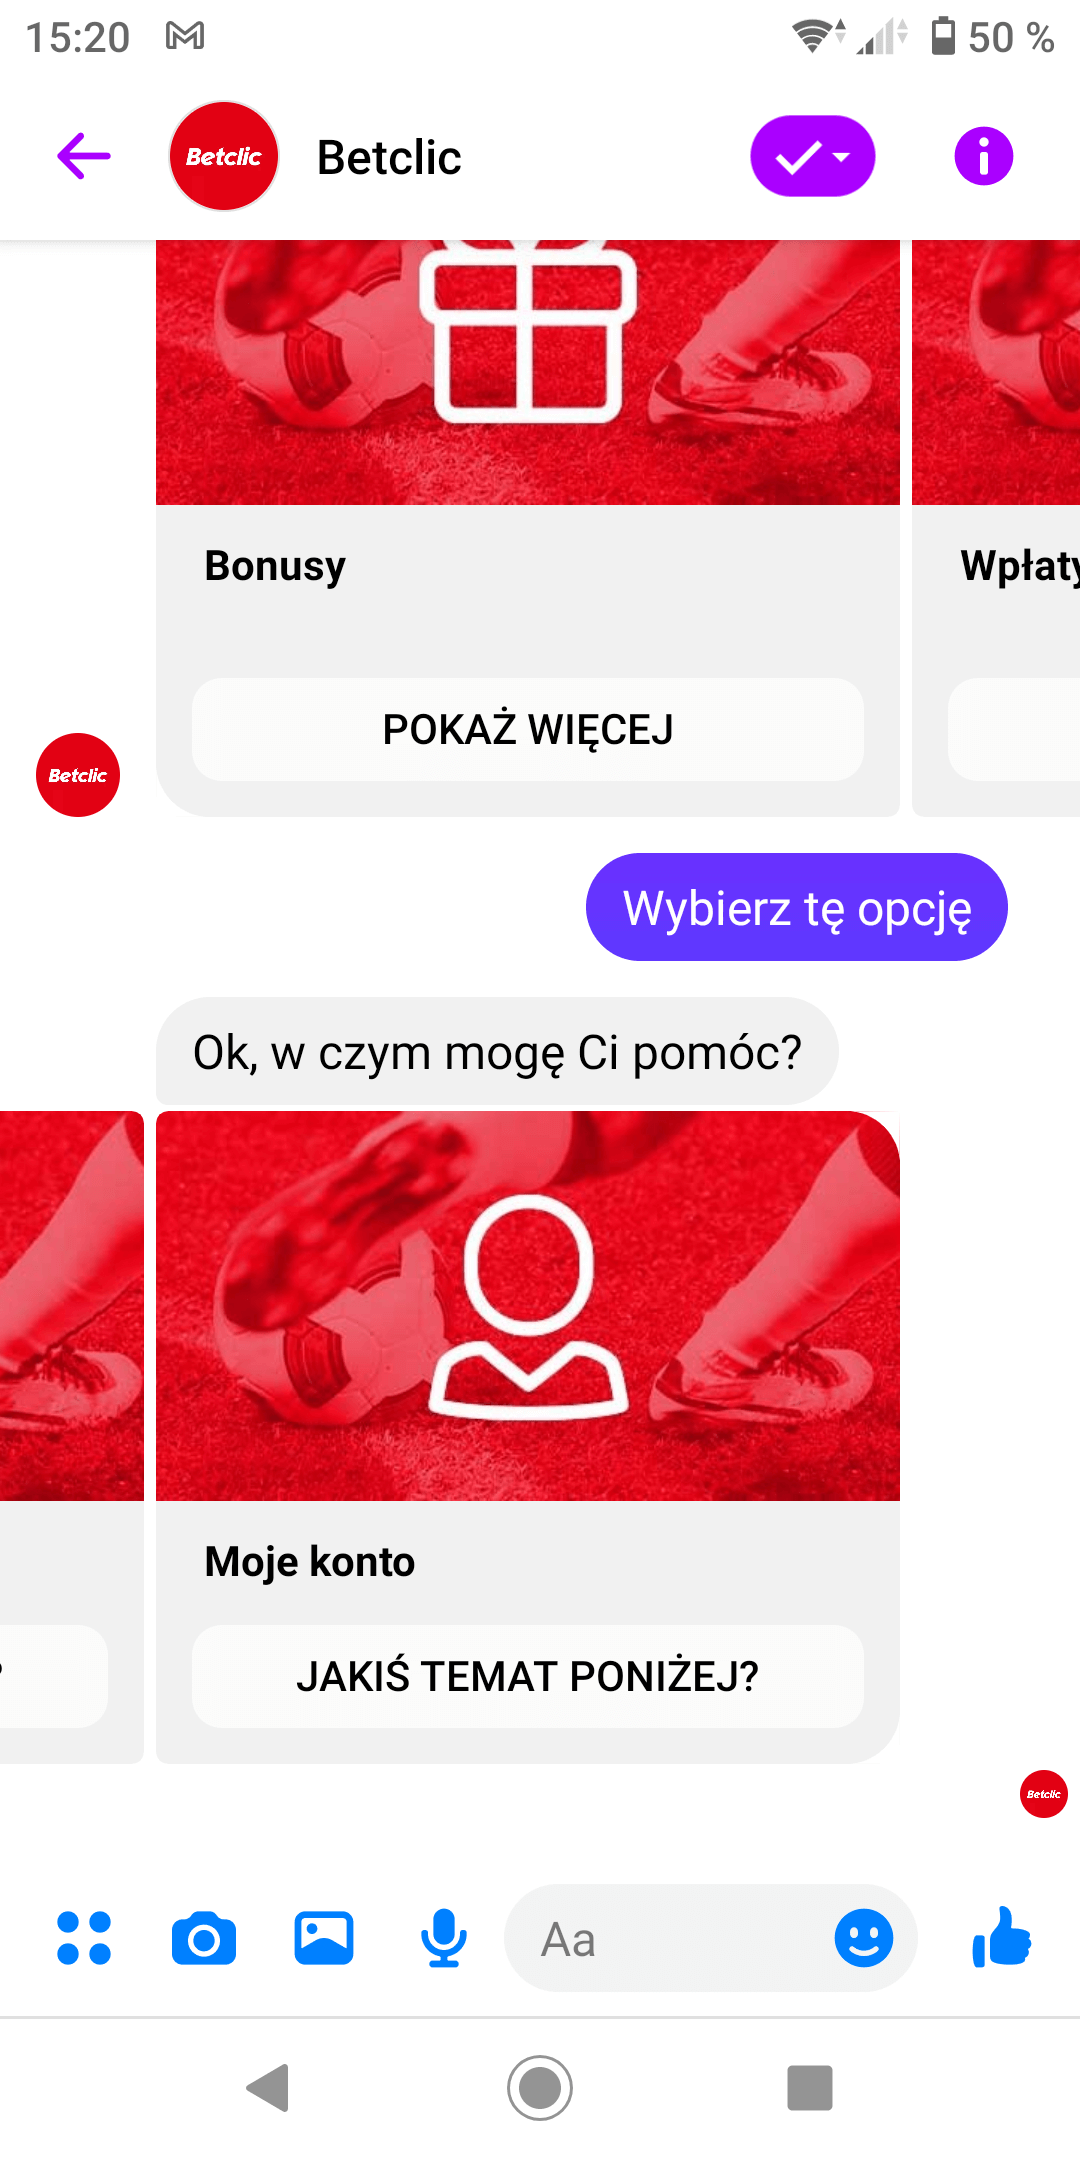 15:20
50 %
Betclic
Betclic
Bonusy
Wpłaty
POKAŻ WIĘCEJ
Betclic
Wybierz tę opcję
Ok, w czym mogę Ci pomóc?
Moje konto
?
JAKIŚ TEMAT PONIŻEJ?
Betclic
Aa